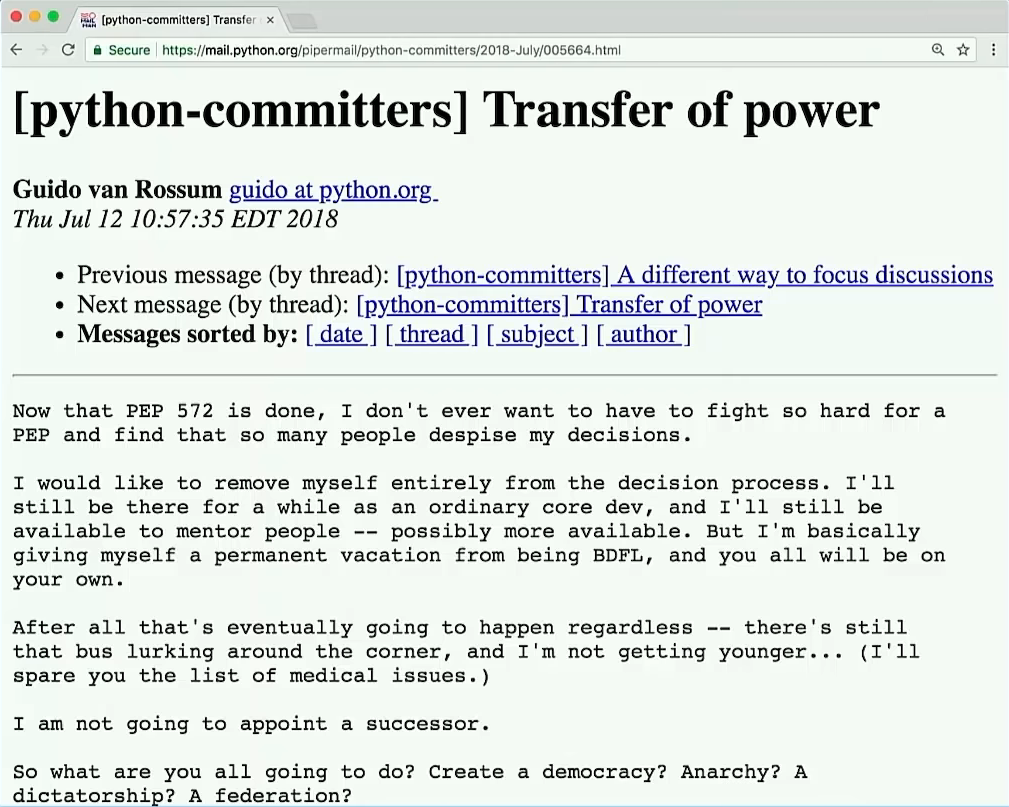 [python-committers] Transfer
Secure https://mail.python.org/pipermail/python-committers/2018-July/005664.html
[python-committers] Transfer of power
Guido van Rossum guido at python.org
Thu Jul 12 10:57:35 EDT 2018
• Previous message (by thread): [python-committers] A different way to focus discussions
• Next message (by thread): [python-committers] Transfer of power
• Messages sorted by: [ date ] [ thread ] [ subject ] [ author ]
Now that PEP 572 is done, I don't ever want to have to fight so hard for a
PEP and find that so many people despise my decisions.
I would like to remove myself entirely from the decision process. I'll
still be there for a while as an ordinary core dev, and I'll still be
available to mentor people -- possibly more available. But I'm basically
giving myself a permanent vacation from being BDFL, and you all will be on
your own.
After all that's eventually going to happen regardless -- there's still
that bus lurking around the corner, and I'm not getting younger... (I'll
spare you the list of medical issues.)
I am not going to appoint a successor.
So what are you all going to do? Create a democracy? Anarchy? A
dictatorship? A federation?